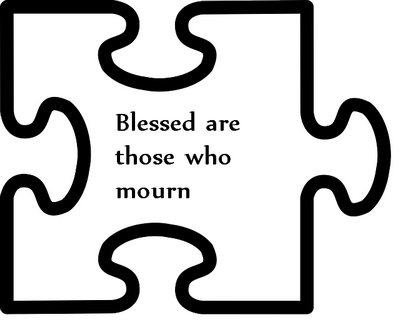 Blessed are
those who
mourn